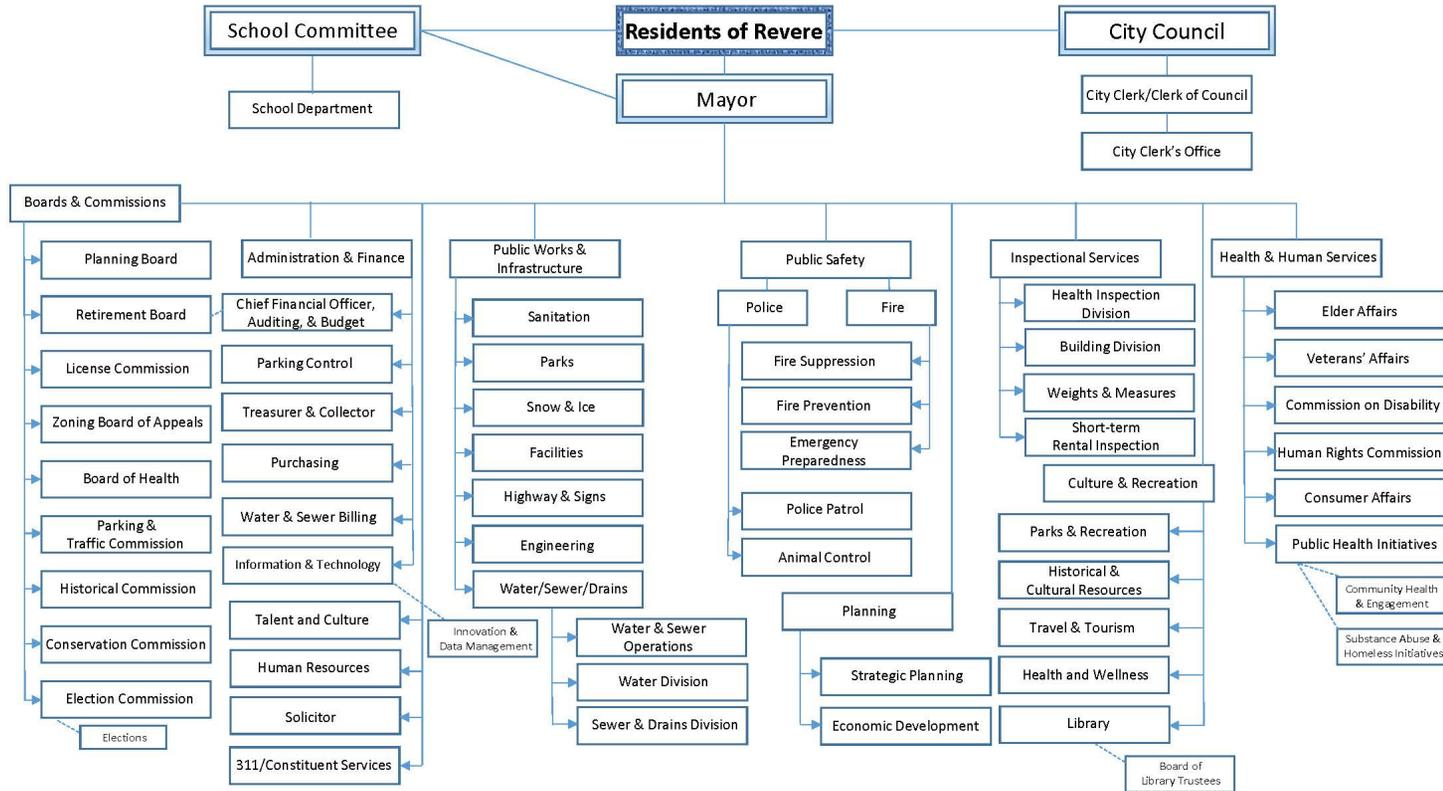 School Committee
Residents of Revere
City Council
School Department
Mayor
City Clerk/Clerk of Council
City Clerk's Office
Boards & Commissions
Planning Board
Retirement Board
License Commission
Zoning Board of Appeals
Board of Health
Parking &
Traffic Commission
Historical Commission
Conservation Commission
Election Commission
Elections
Administration & Finance
Chief Financial Officer,
Auditing, & Budget
Parking Control
Treasurer & Collector
Purchasing
Water & Sewer Billing
Information & Technology
Innovation &
Data Management
Talent and Culture
Human Resources
Solicitor
311/Constituent Services
Public Works &
Infrastructure
Sanitation
Parks
Snow & Ice
Facilities
Highway & Signs
Engineering
Water/Sewer/Drains
Water & Sewer
Operations
Water Division
Sewer & Drains Division
Public Safety
Police
Fire
Fire Suppression
Fire Prevention
Emergency
Preparedness
Police Patrol
Animal Control
Planning
Strategic Planning
Economic Development
Inspectional Services
Health Inspection
Division
Building Division
Weights & Measures
Short-term
Rental Inspection
Culture & Recreation
Parks & Recreation
Historical &
Cultural Resources
Travel & Tourism
Health and Wellness
Library
Board of
Library Trustees
Health & Human Services
Elder Affairs
Veterans' Affairs
Commission on Disability
Human Rights Commission
Consumer Affairs
Public Health Initiatives
Community Health
& Engagement
Substance Abuse &
Homeless Initiatives